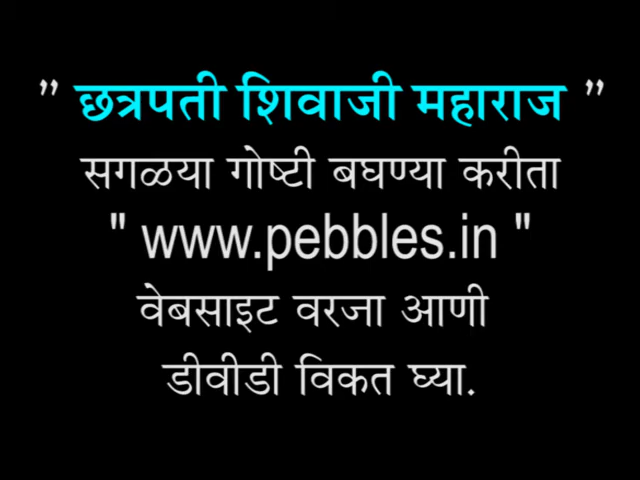 ” छत्रपती शिवाजी महाराज ”
सगळया गोष्टी बघण्या करीता
" www.pebbles.in "
वेबसाइट वरजा आणी
डीवीडी विकत घ्या.